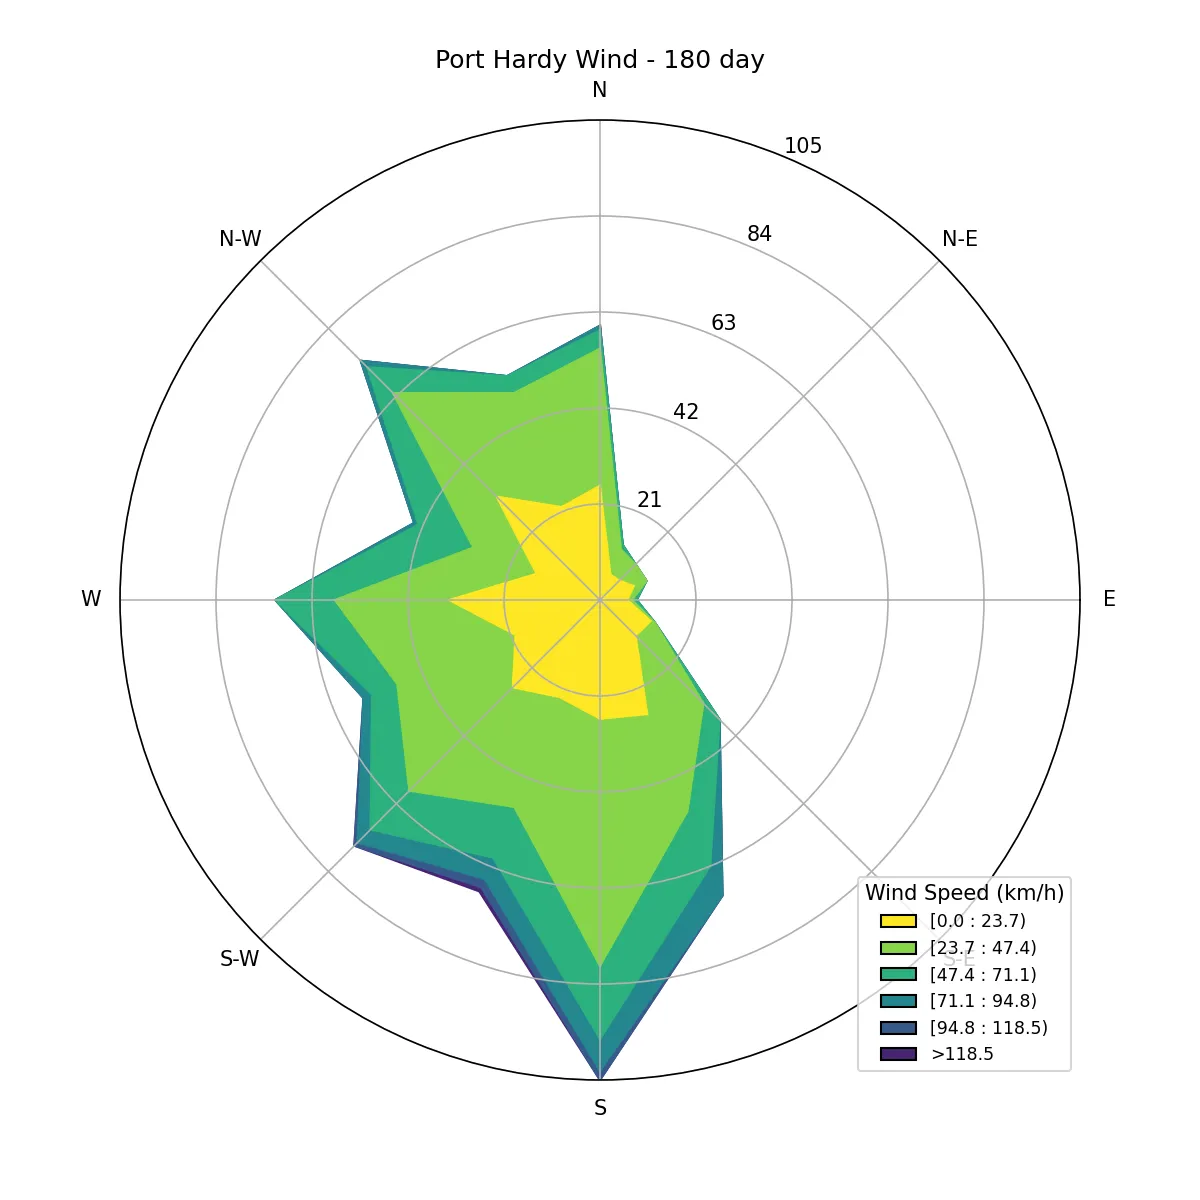 Port Hardy Wind - 180 day
N
105
N-W
84
N-E
63
42
21
W
E
Wind Speed (km/h)
[0.0 : 23.7)
[23.7 : 47.4)
S-W
S-E
[47.4 : 71.1)
[71.1 : 94.8)
[94.8 : 118.5)
>118.5
S